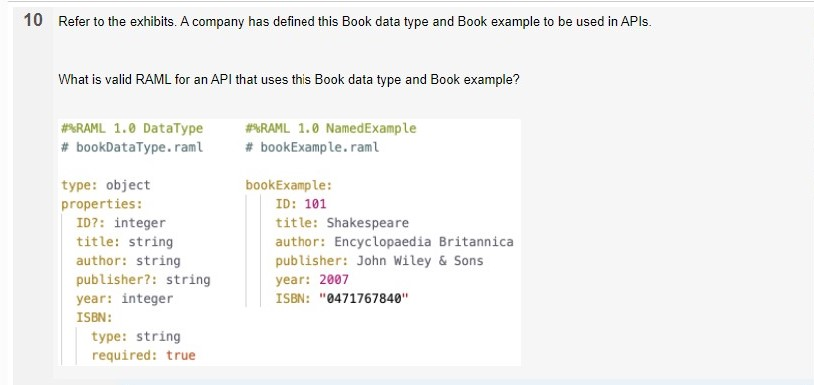 10 Refer to the exhibits. A company has defined this Book data type and Book example to be used in APIs.
What is valid RAML for an API that uses this Book data type and Book example?
#%RAML 1.0 DataType
# bookDataType.raml
type: object
properties:
ID?: integer
title: string
author: string
publisher?: string
year: integer
ISBN:
type: string
required: true
#%RAML 1.0 NamedExample
# bookExample.raml
bookExample:
ID: 101
title: Shakespeare
author: Encyclopaedia Britannica
publisher: John Wiley & Sons
year: 2007
ISBN: "0471767840"